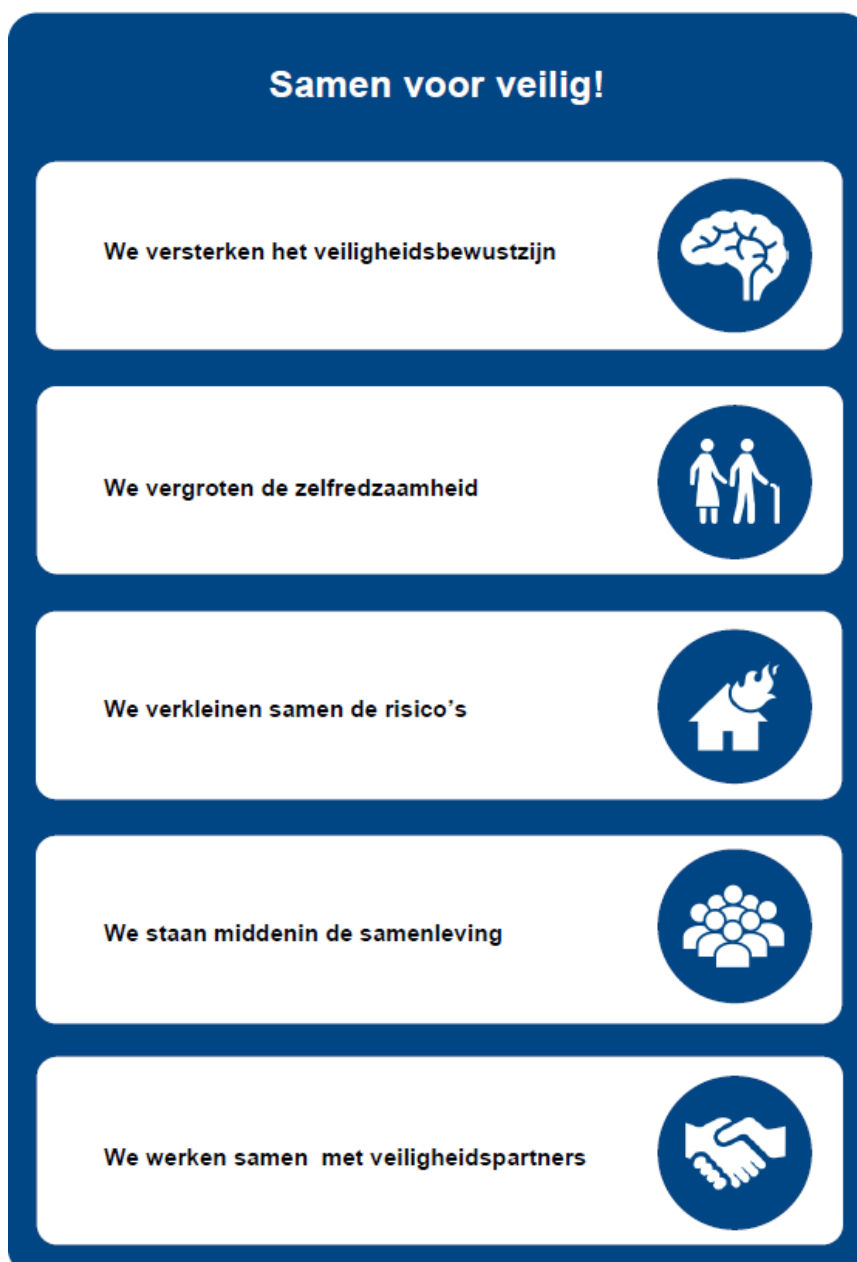 Samen voor veilig!
We versterken het veiligheidsbewustzijn
We vergroten de zelfredzaamheid
We verkleinen samen de risico’s
We staan middenin de samenleving
We werken samen  met veiligheidspartners